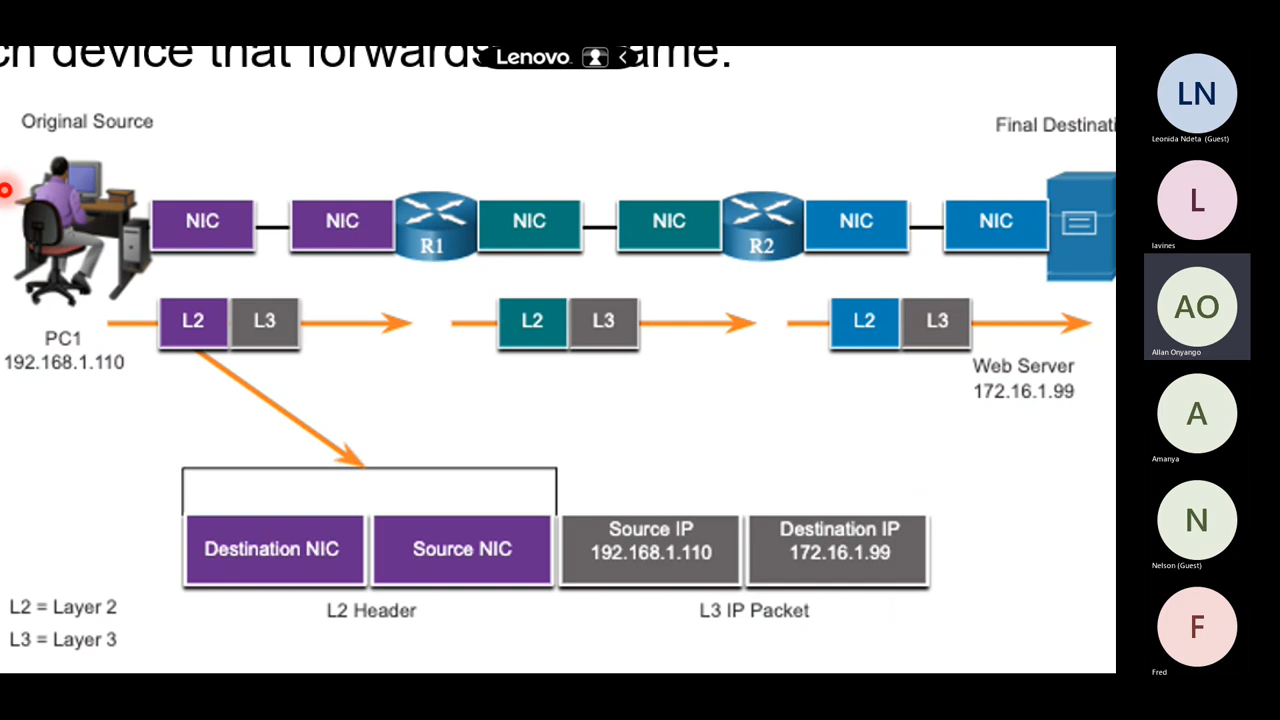 ch device that forwards ame.
Lenovo
Original Source
Final Destinati
NIC NIC R1 NIC NIC R2 NIC NIC
L2 L3 L2 L3 L2 L3
PC1
192.168.1.110
Web Server
172.16.1.99
Destination NIC
Source NIC
Source IP
192.168.1.110
Destination IP
172.16.1.99
L2 Header
L3 IP Packet
L2 = Layer 2
L3 = Layer 3
LN
Leonida Ndeta (Guest)
L
lavines
AO
Allan Onyango
A
Amanya
N
Nelson (Guest)
F
Fred